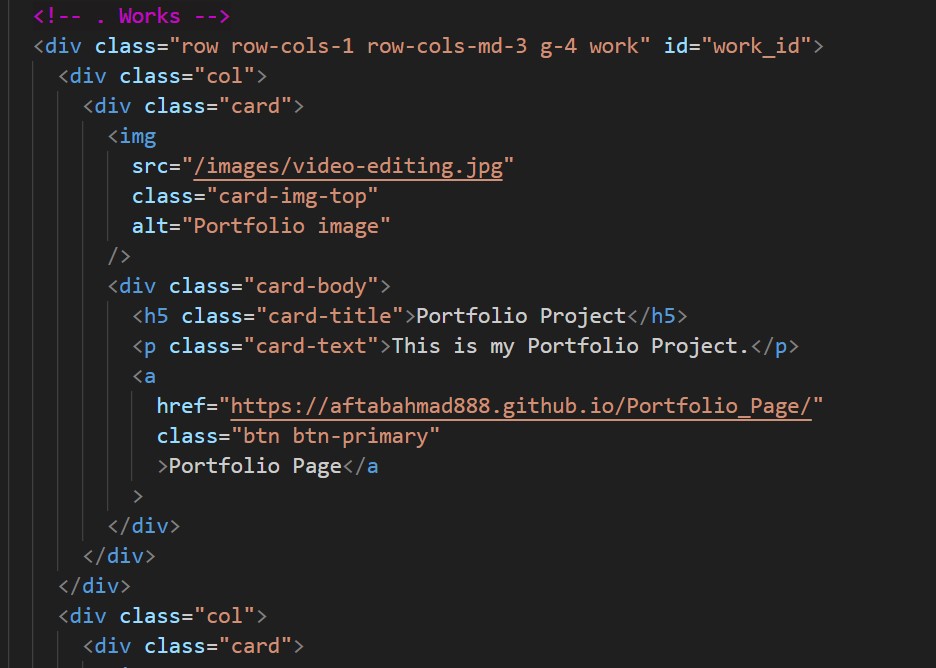 <!-- . Works -->
<div class="row row-cols-1 row-cols-md-3 g-4 work" id="work_id">
<div class="col">
<div class="card">
<img
src="/images/video-editing.jpg"
class="card-img-top"
alt="Portfolio image"
/>
<div class="card-body">
<h5 class="card-title">Portfolio Project</h5>
<p class="card-text">This is my Portfolio Project.</p>
<a
href="https://aftabahmad888.github.io/Portfolio_Page/"
class="btn btn-primary"
>Portfolio Page</a
>
</div>
</div>
</div>
<div class="col">
<div class="card">